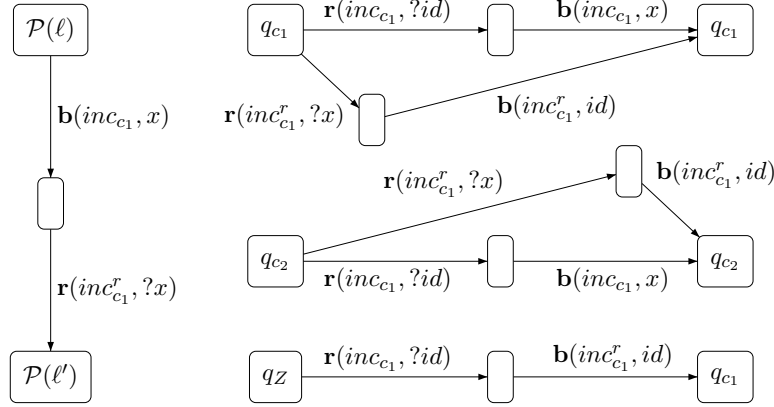 𝒫(ℓ)
b(inc_{c_1}, x)
r(inc^r_{c_1}, ?x)
𝒫(ℓ')
q_{c_1}
r(inc_{c_1}, ?id)
b(inc_{c_1}, x)
q_{c_1}
r(inc^r_{c_1}, ?x)
b(inc^r_{c_1}, id)
r(inc^r_{c_1}, ?x)
b(inc^r_{c_1}, id)
q_{c_2}
r(inc_{c_1}, ?id)
b(inc_{c_1}, x)
q_{c_2}
q_Z
r(inc_{c_1}, ?id)
b(inc^r_{c_1}, id)
q_{c_1}